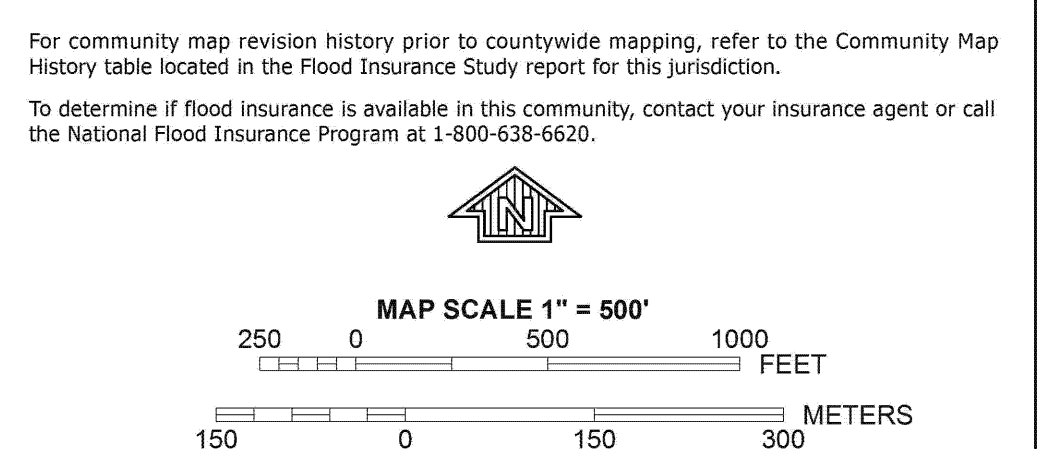 For community map revision history prior to countywide mapping, refer to the Community Map
History table located in the Flood Insurance Study report for this jurisdiction.
To determine if flood insurance is available in this community, contact your insurance agent or call
the National Flood Insurance Program at 1-800-638-6620.
N
MAP SCALE 1" = 500'
250 0 500 1000
FEET
METERS
150 0 150 300